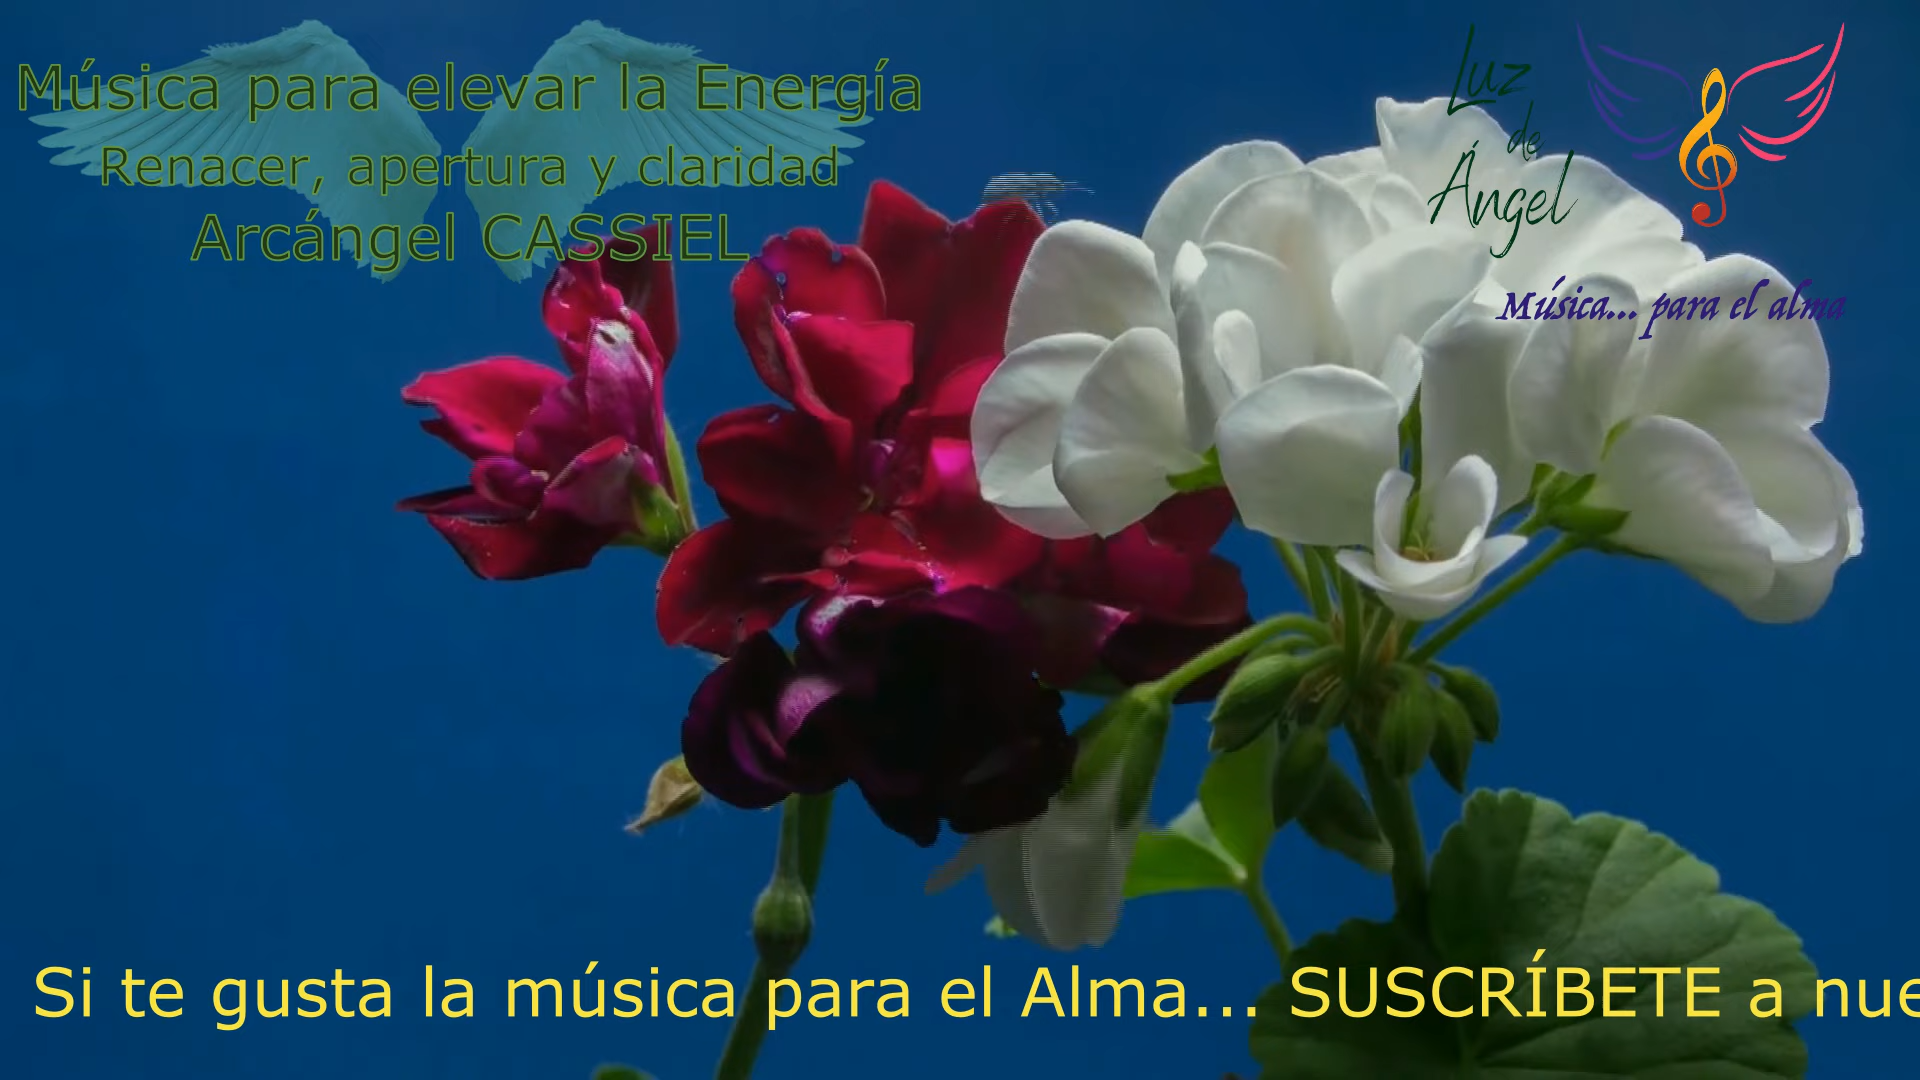 Música para elevar la Energía
Renacer, apertura y claridad
Arcángel CASSIEL
Luz
de
Ángel
Música... para el alma
Si te gusta la música para el Alma... SUSCRÍBETE a nue